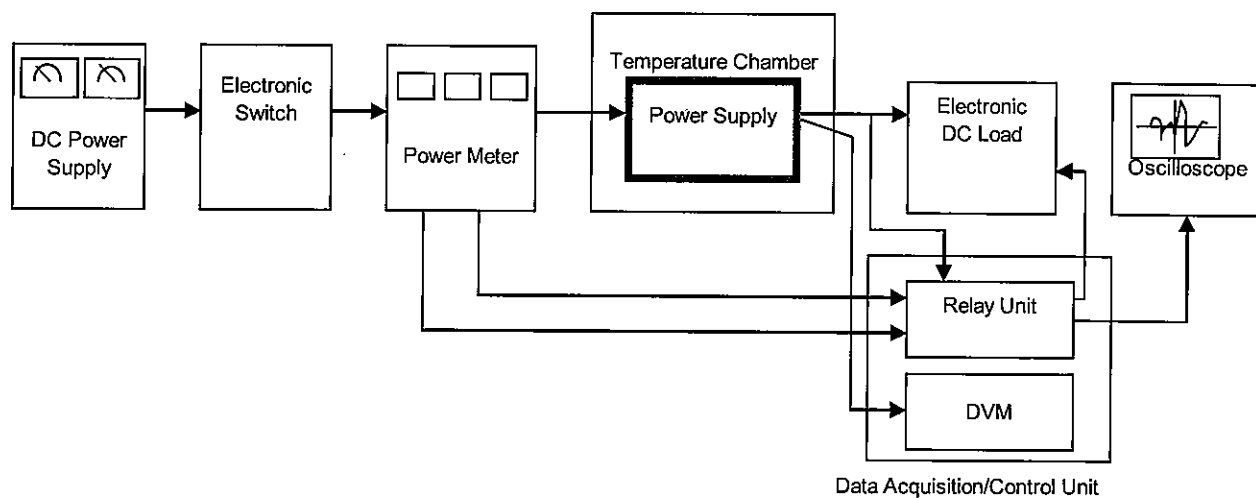 DC Power
Supply
Electronic
Switch
Power Meter
Temperature Chamber
Power Supply
Electronic
DC Load
Oscilloscope
Relay Unit
DVM
Data Acquisition/Control Unit